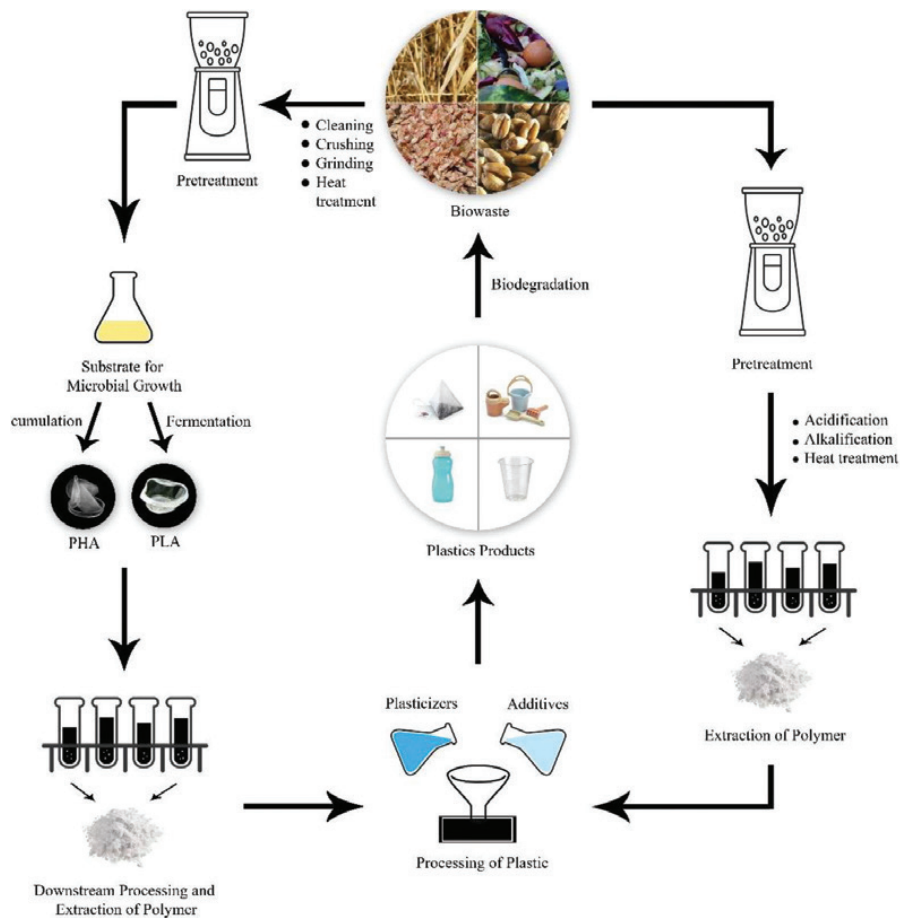 Cleaning
Crushing
Grinding
Heat
treatment
Pretreatment
Biowaste
Biodegradation
Pretreatment
Substrate for
Microbial Growth
cumulation
Fermentation
Acidification
Alkalification
Heat treatment
PHA
PLA
Plastics Products
Plasticizers
Additives
Extraction of Polymer
Processing of Plastic
Downstream Processing and
Extraction of Polymer